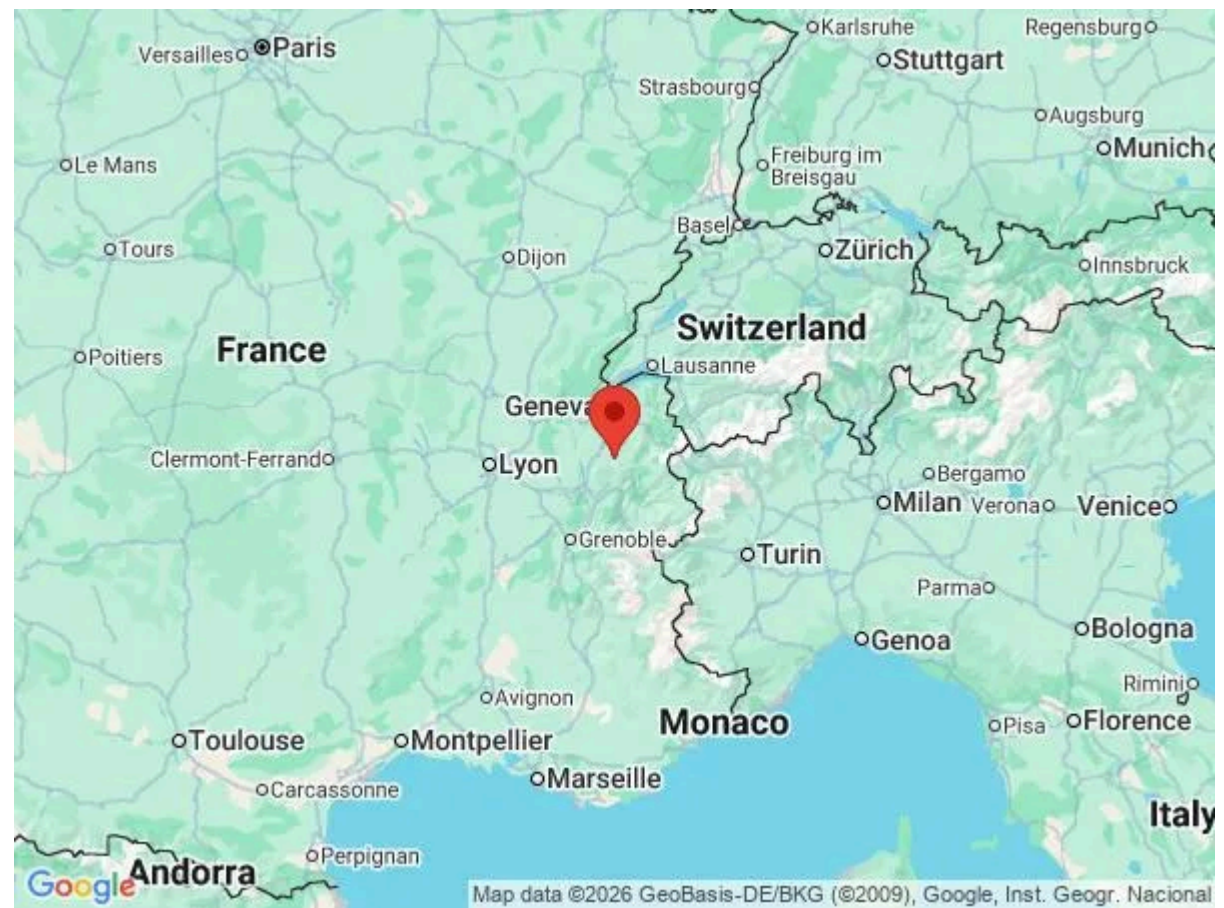 Karlsruhe
Regensburg
Versailles
Paris
Stuttgart
Strasbourg
Augsburg
Munich
Le Mans
Freiburg im
Breisgau
Basel
Zürich
Tours
Dijon
Innsbruck
Switzerland
France
Poitiers
Lausanne
Geneva
Clermont-Ferrand
Lyon
Bergamo
Milan
Verona
Venice
Grenoble
Turin
Parma
Genoa
Bologna
Rimini
Avignon
Monaco
Pisa
Florence
Toulouse
Montpellier
Marseille
Carcassonne
Italy
Perpignan
Andorra
Google
Map data ©2026 GeoBasis-DE/BKG (©2009), Google, Inst. Geogr. Nacional